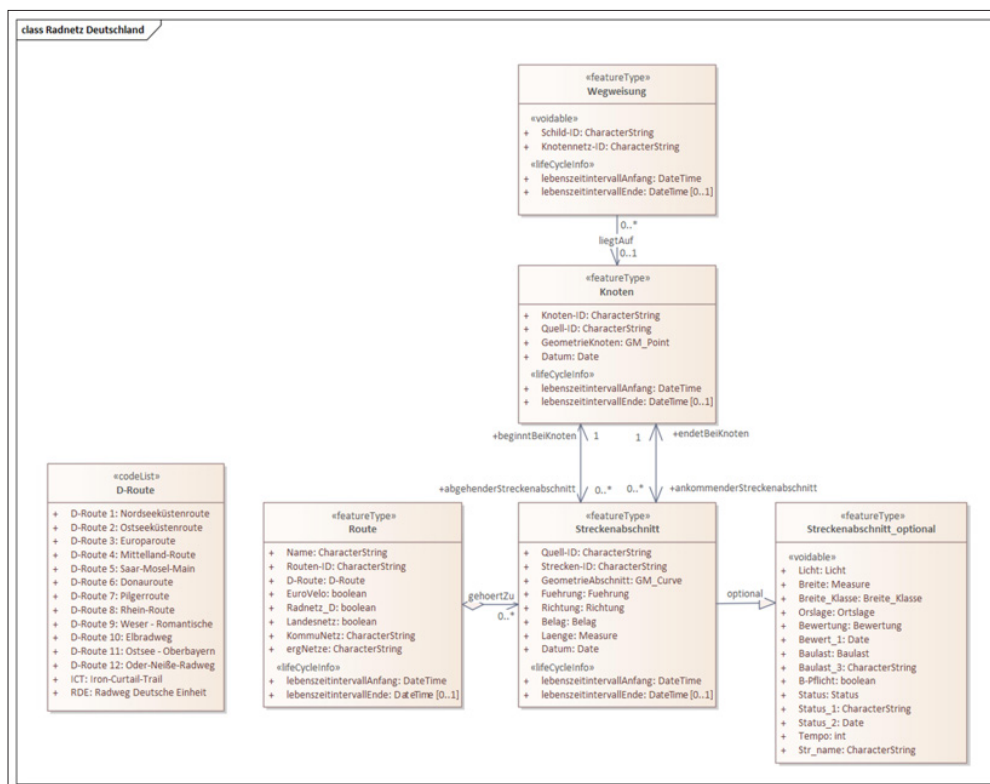 class Radnetz Deutschland
«featureType»
Wegweisung
«voidable»
+ Schild-ID: CharacterString
+ Knotennetz-ID: CharacterString
«lifeCycleInfo»
+ lebenszeitintervallAnfang: DateTime
+ lebenszeitintervallEnde: DateTime [0..1]
0..*
liegtAuf
0..1
«featureType»
Knoten
+ Knoten-ID: CharacterString
+ Quell-ID: CharacterString
+ GeometrieKnoten: GM_Point
+ Datum: Date
«lifeCycleInfo»
+ lebenszeitintervallAnfang: DateTime
+ lebenszeitintervallEnde: DateTime [0..1]
+beginntBeiKnoten 1 1 +endetBeiKnoten
+abgehenderStreckenabschnitt 0..* 0..* +ankommenderStreckenabschnitt
«codeList»
D-Route
+ D-Route 1: Nordseeküstenroute
+ D-Route 2: Ostseeküstenroute
+ D-Route 3: Europaroute
+ D-Route 4: Mittelland-Route
+ D-Route 5: Saar-Mosel-Main
+ D-Route 6: Donauroute
+ D-Route 7: Pilgerroute
+ D-Route 8: Rhein-Route
+ D-Route 9: Weser - Romantische
+ D-Route 10: Elbradweg
+ D-Route 11: Ostsee - Oberbayern
+ D-Route 12: Oder-Neiße-Radweg
+ ICT: Iron-Curtail-Trail
+ RDE: Radweg Deutsche Einheit
«featureType»
Route
+ Name: CharacterString
+ Routen-ID: CharacterString
+ D-Route: D-Route
+ EuroVelo: boolean
+ Radnetz_D: boolean
+ Landesnetz: boolean
+ KommuNetz: CharacterString
+ ergNetze: CharacterString
«lifeCycleInfo»
+ lebenszeitintervallAnfang: DateTime
+ lebenszeitintervallEnde: DateTime [0..1]
gehoertZu
0..*
«featureType»
Streckenabschnitt
+ Quell-ID: CharacterString
+ Strecken-ID: CharacterString
+ GeometrieAbschnitt: GM_Curve
+ Fuehrung: Fuehrung
+ Richtung: Richtung
+ Belag: Belag
+ Laenge: Measure
+ Datum: Date
«lifeCycleInfo»
+ lebenszeitintervallAnfang: DateTime
+ lebenszeitintervallEnde: DateTime [0..1]
optional
«featureType»
Streckenabschnitt_optional
«voidable»
+ Licht: Licht
+ Breite: Measure
+ Breite_Klasse: Breite_Klasse
+ Orslage: Ortslage
+ Bewertung: Bewertung
+ Bewert_1: Date
+ Baulast: Baulast
+ Baulast_3: CharacterString
+ B-Pflicht: boolean
+ Status: Status
+ Status_1: CharacterString
+ Status_2: Date
+ Tempo: int
+ Str_name: CharacterString